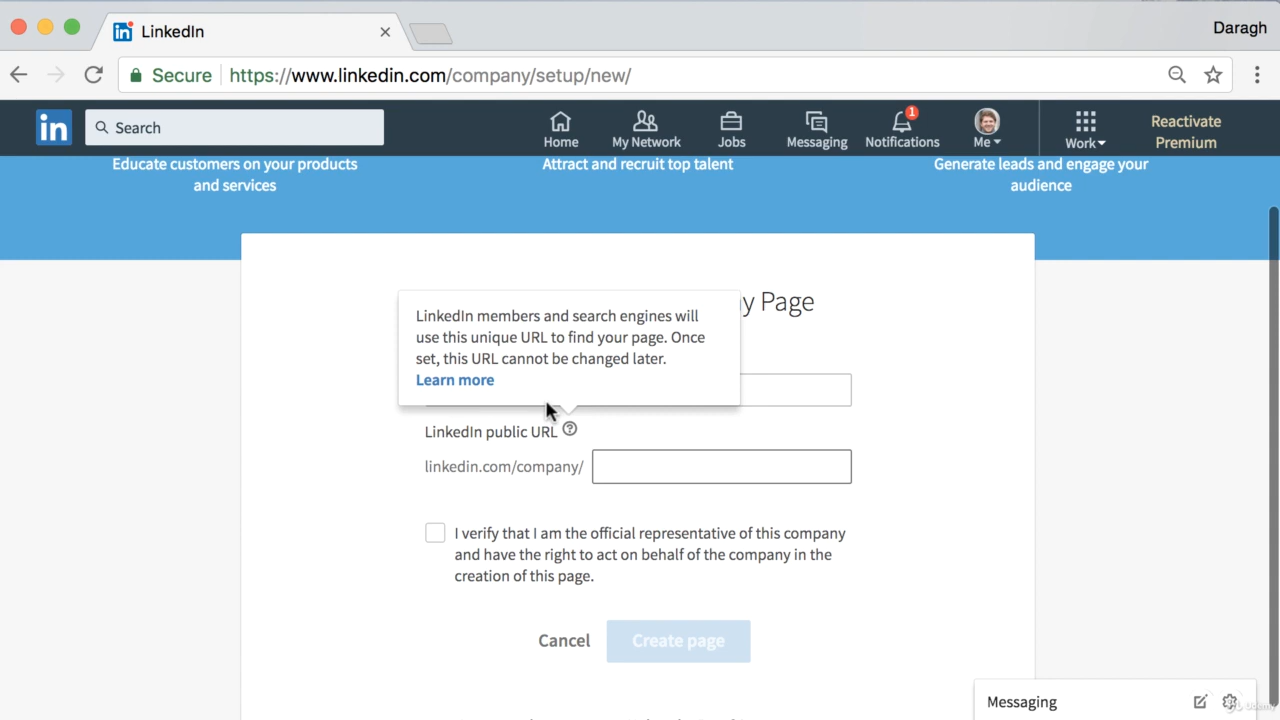 LinkedIn
Daragh
Secure
https://www.linkedin.com/company/setup/new/
in
Search
Home
My Network
Jobs
Messaging
1
Notifications
Me
Work
Reactivate
Premium
Educate customers on your products
and services
Attract and recruit top talent
Generate leads and engage your
audience
y Page
LinkedIn members and search engines will
use this unique URL to find your page. Once
set, this URL cannot be changed later.
Learn more
LinkedIn public URL ?
linkedin.com/company/
I verify that I am the official representative of this company
and have the right to act on behalf of the company in the
creation of this page.
Cancel
Create page
Messaging
Udemy